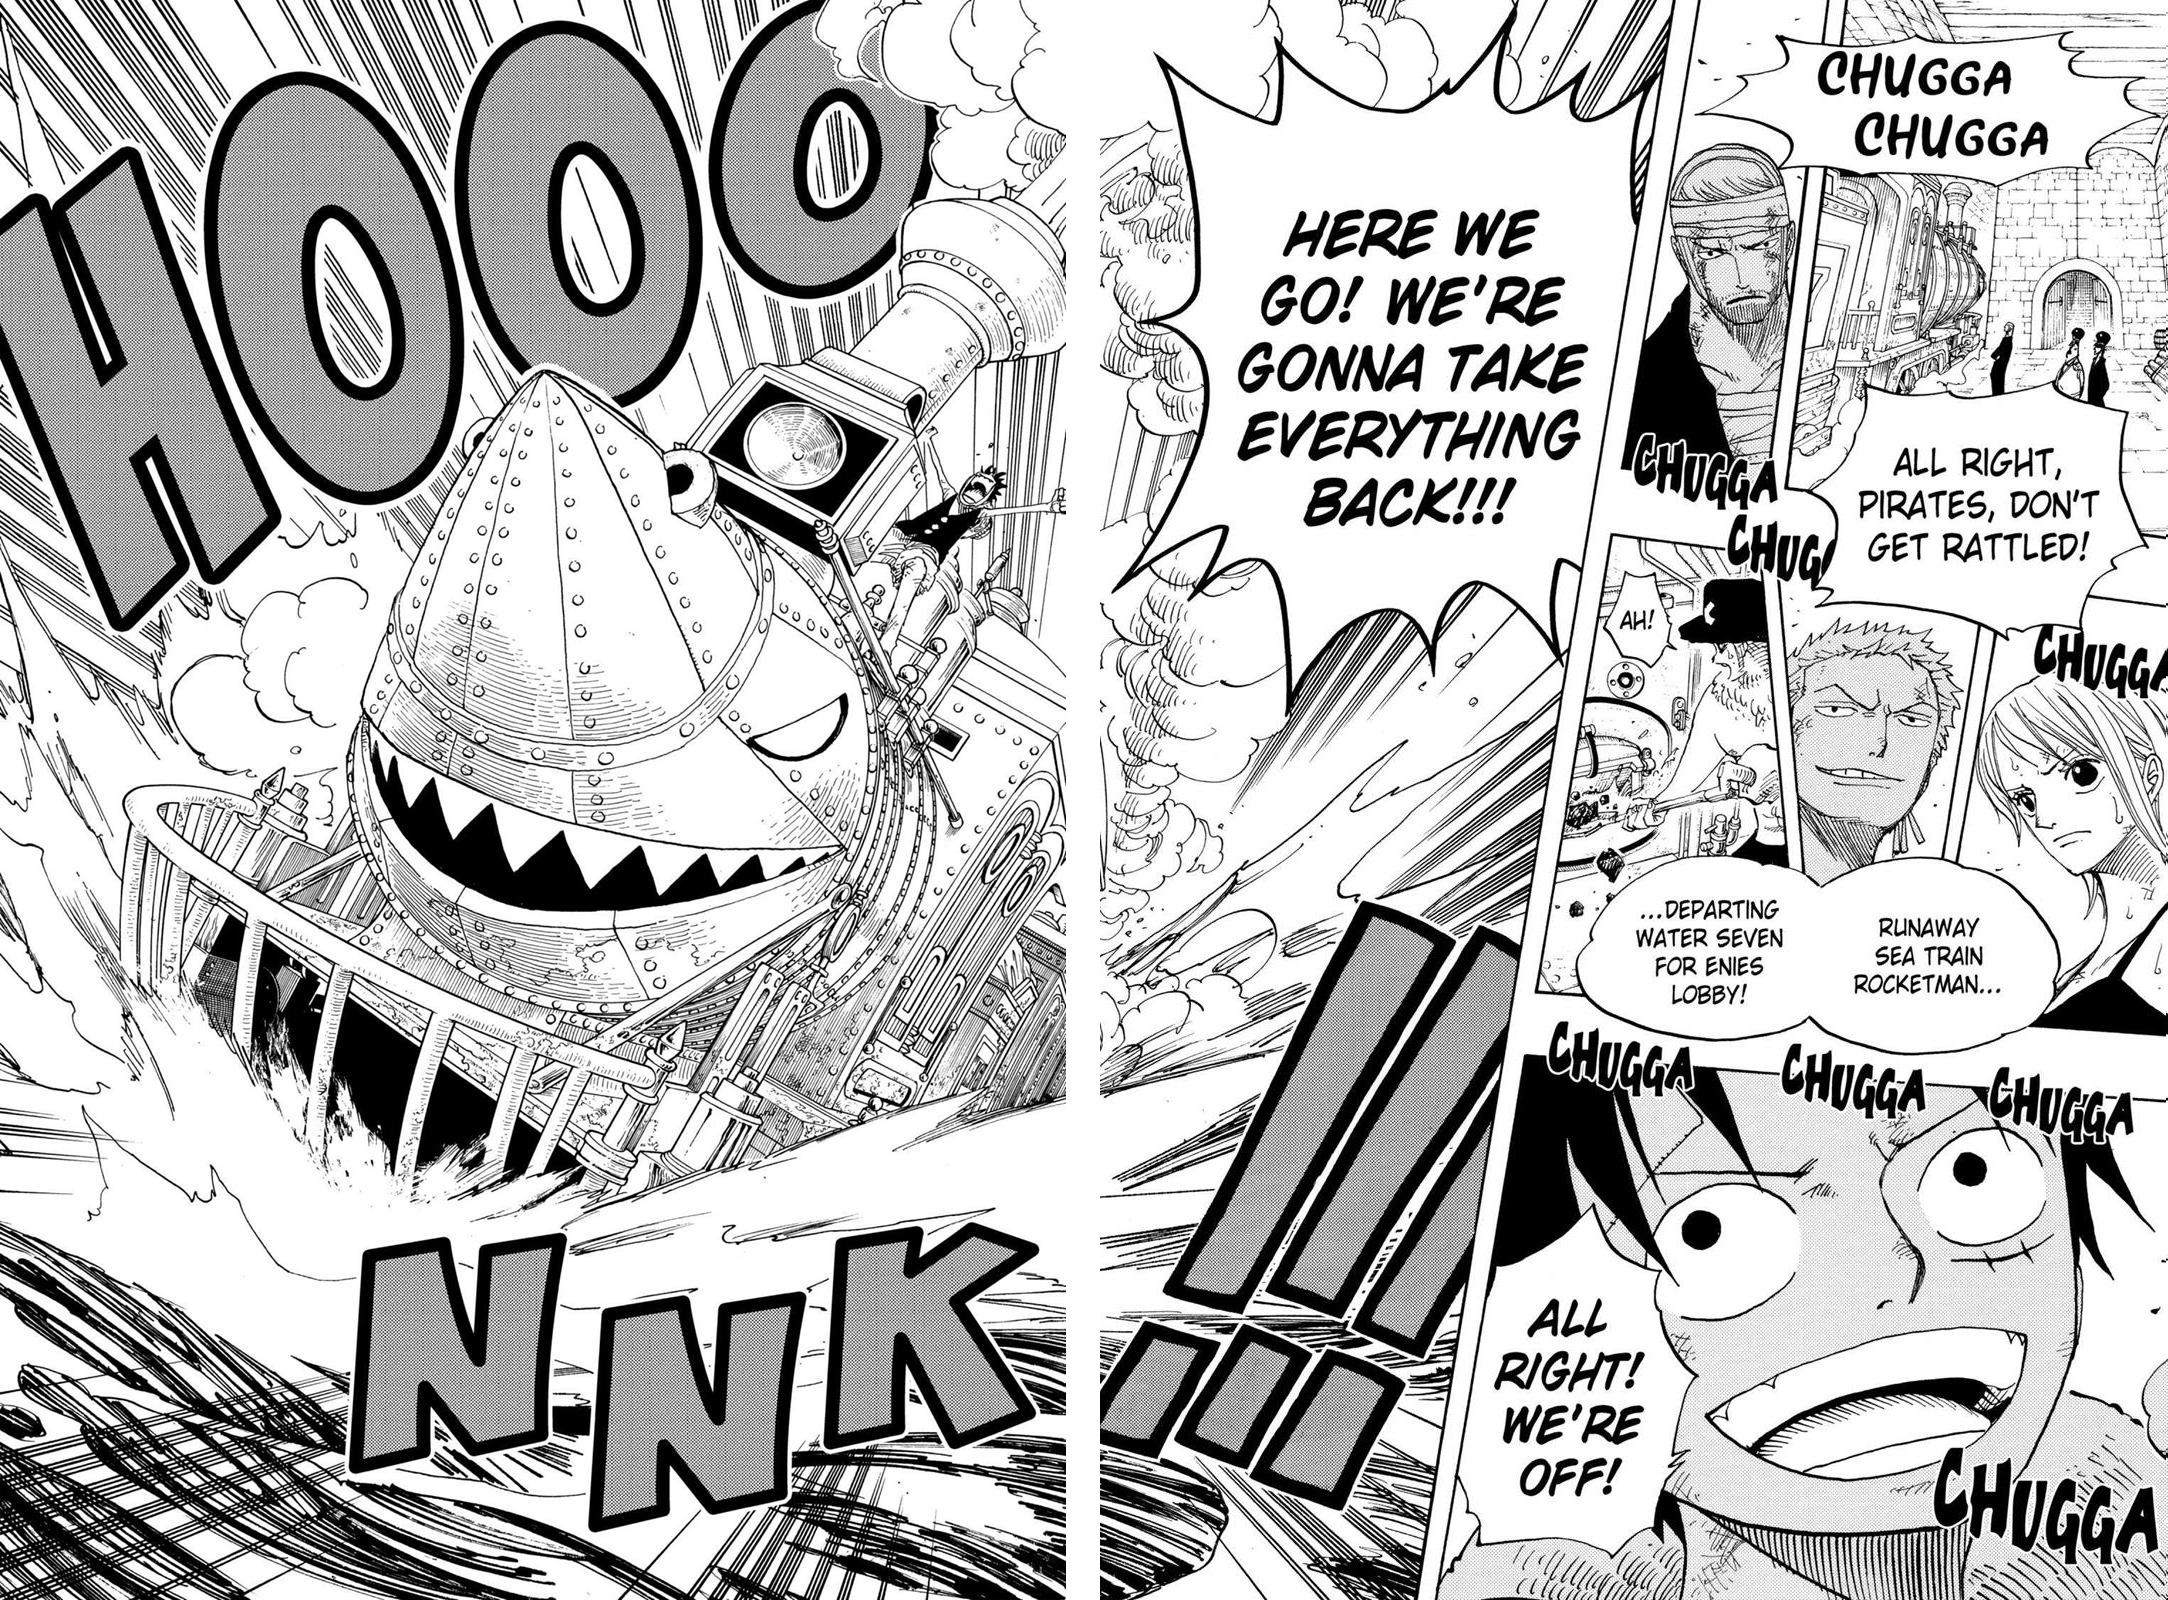 CHUGGA
CHUGGA
ALL RIGHT,
PIRATES, DON'T
GET RATTLED!
CHUGGA
CHUGGA
CHUGGA
AH!
RUNAWAY
SEA TRAIN
ROCKETMAN...
...DEPARTING
WATER SEVEN
FOR ENIES
LOBBY!
CHUGGA
CHUGGA
CHUGGA
ALL
RIGHT!
WE'RE
OFF!
CHUGGA
HERE WE
GO! WE'RE
GONNA TAKE
EVERYTHING
BACK!!!
HOOO
NNK
!!!